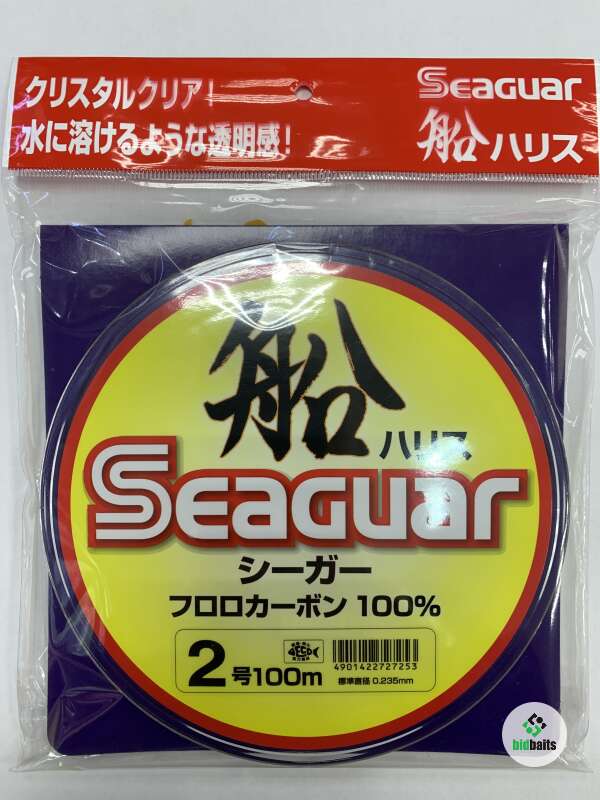 クリスタルクリア!
水に溶けるような透明感!
SEAGUAR
船ハリス
船ハリス
SEAGUAR
シーガー
フロロカーボン 100%
2号100m
ECO
4901422727253
標準直径 0.235mm
bidbaits